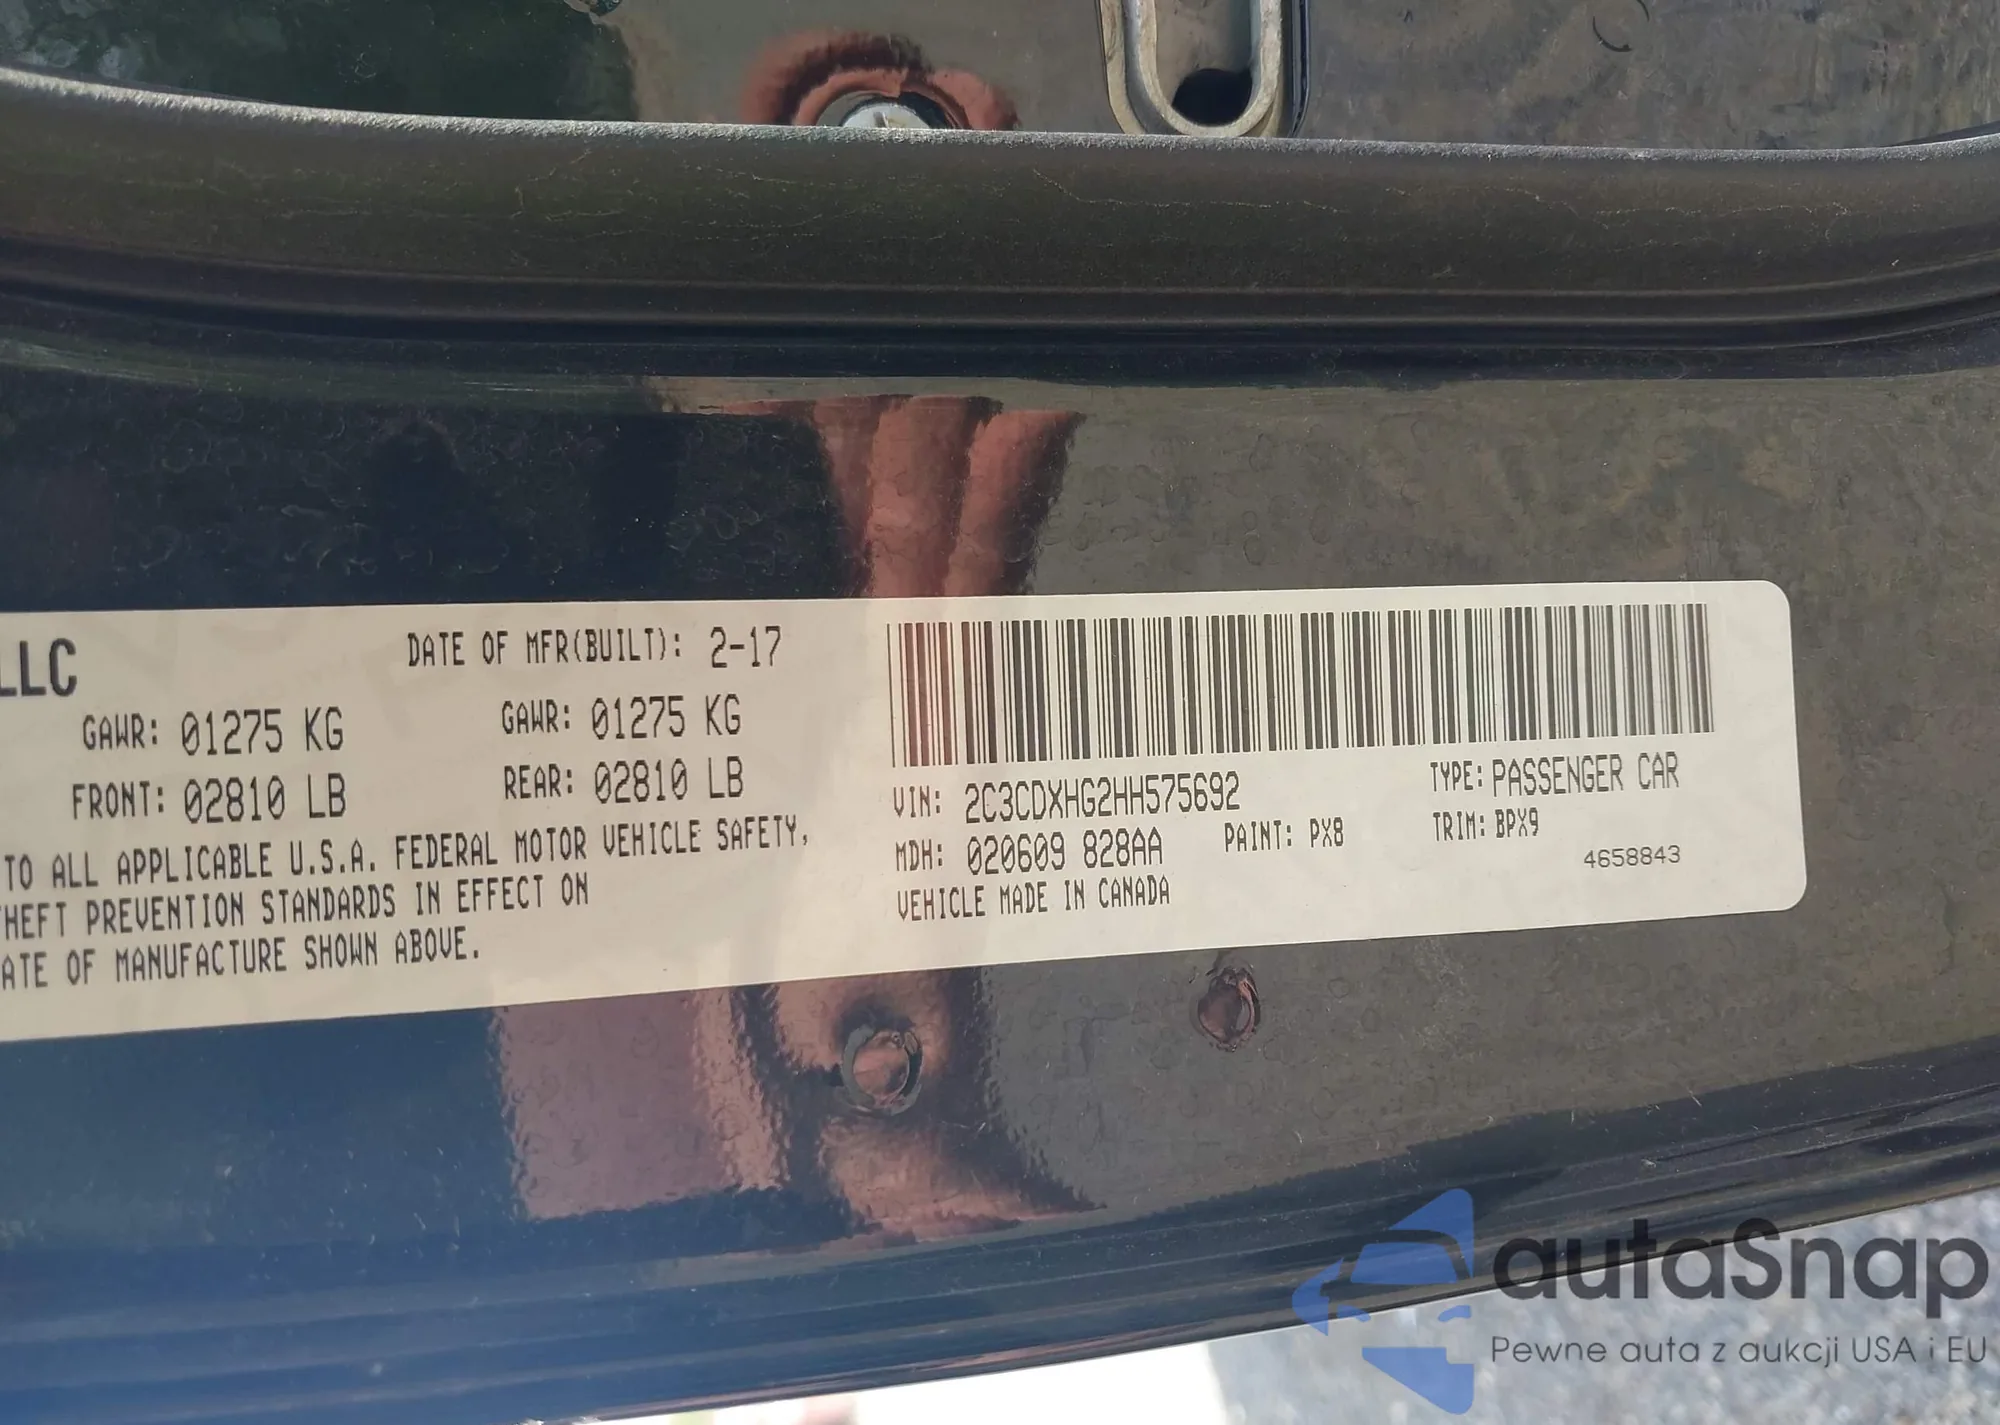 LLC
DATE OF MFR(BUILT): 2-17
GAWR: 01275 KG GAWR: 01275 KG
FRONT: 02810 LB REAR: 02810 LB
TO ALL APPLICABLE U.S.A. FEDERAL MOTOR VEHICLE SAFETY,
HEFT PREVENTION STANDARDS IN EFFECT ON
ATE OF MANUFACTURE SHOWN ABOVE.
VIN: 2C3CDXHG2HH575692 TYPE: PASSENGER CAR
MDH: 020609 828AA PAINT: PX8 TRIM: BPX9
VEHICLE MADE IN CANADA 4658843
autaSnap
Pewne auta z aukcji USA i EU